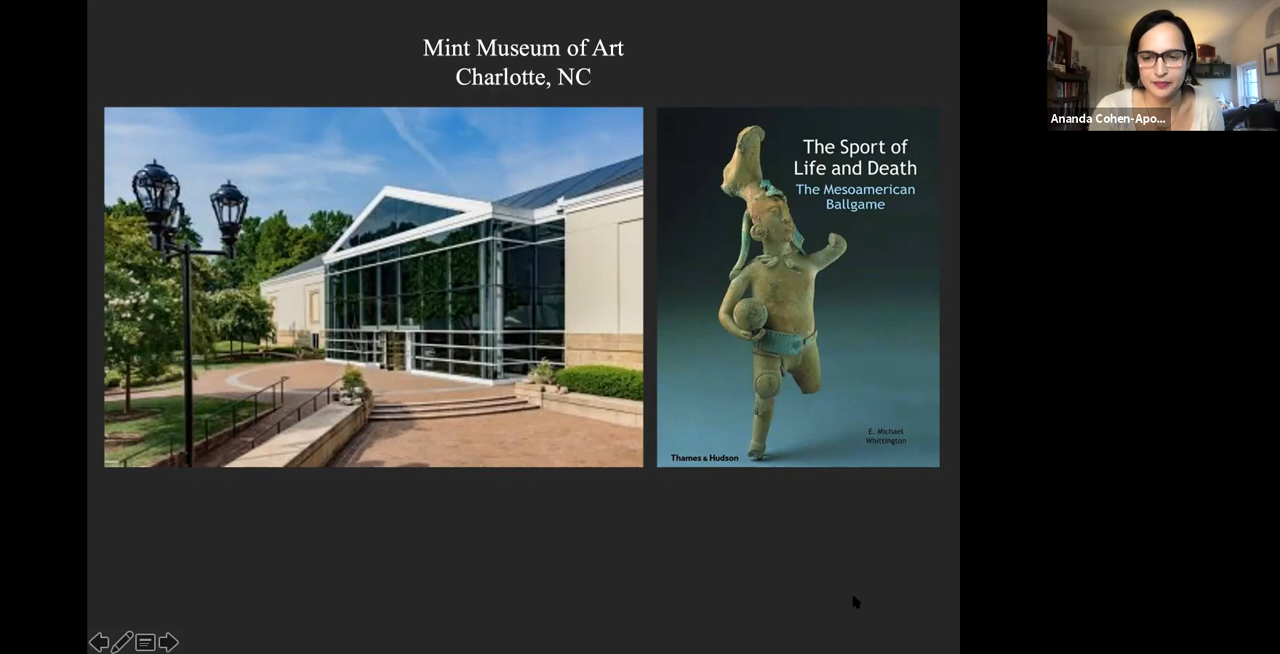 Mint Museum of Art
Charlotte, NC
The Sport of
Life and Death
The Mesoamerican
Ballgame
E. Michael
Whittington
Thames & Hudson
Ananda Cohen-Apo...